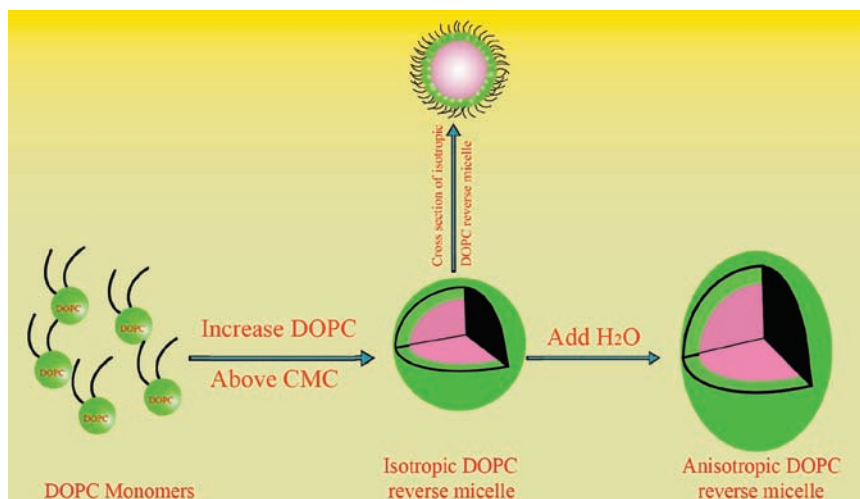 Cross section of isotropic
DOPC reverse micelle
DOPC
DOPC
DOPC
DOPC
DOPC
Increase DOPC
Above CMC
Add H₂O
DOPC Monomers
Isotropic DOPC
reverse micelle
Anisotropic DOPC
reverse micelle